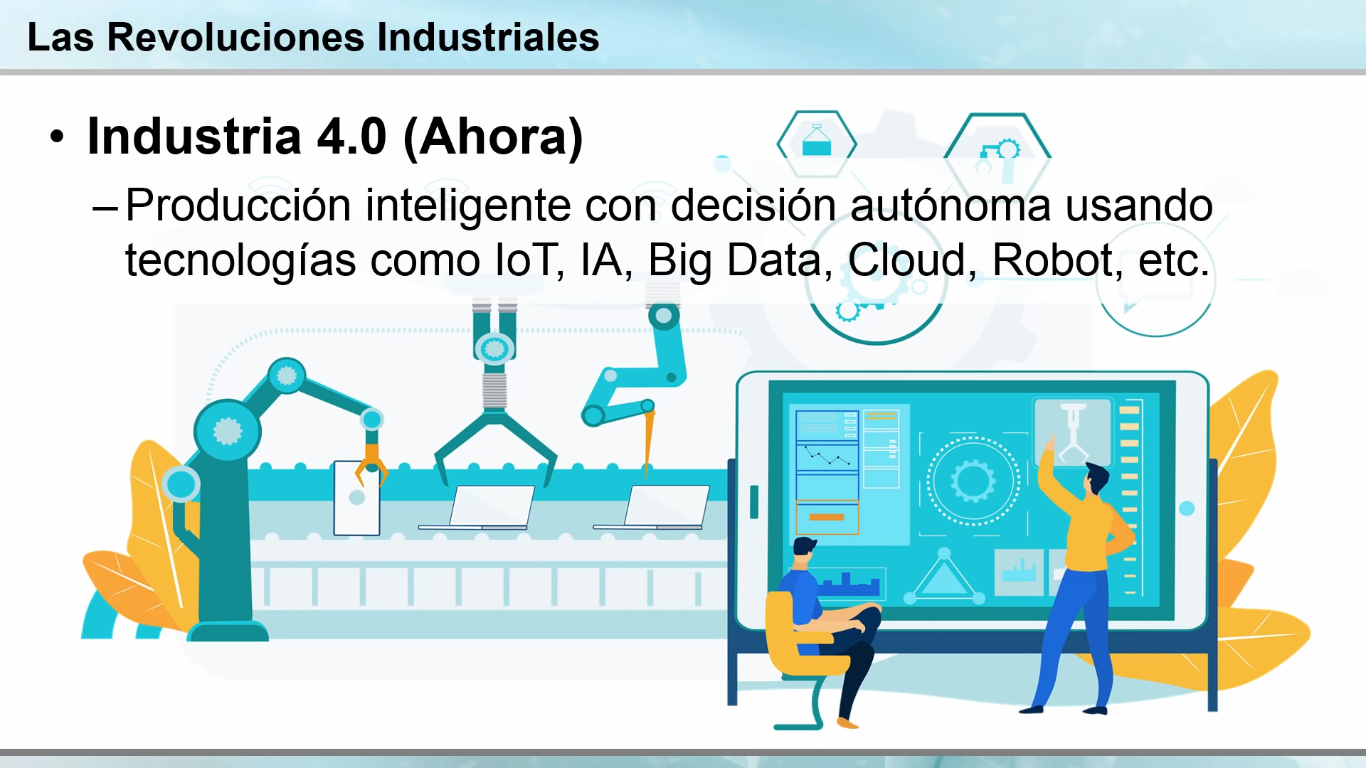 Las Revoluciones Industriales
• Industria 4.0 (Ahora)
– Producción inteligente con decisión autónoma usando
tecnologías como IoT, IA, Big Data, Cloud, Robot, etc.